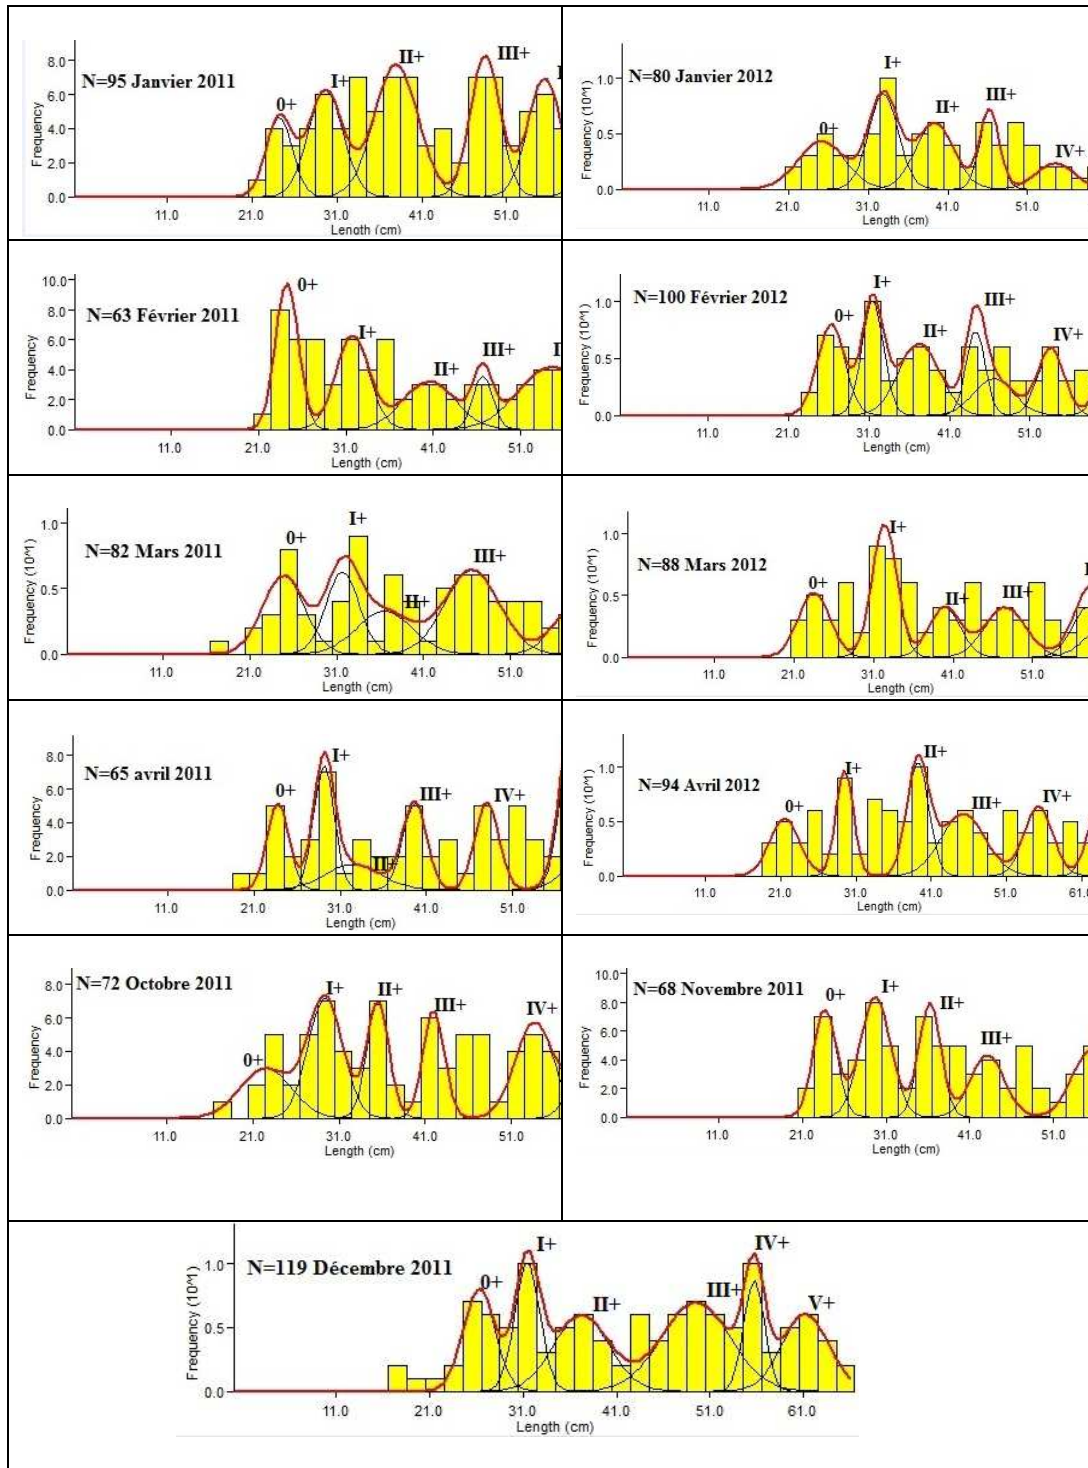 N=95 Janvier 2011
0+ I+ II+ III+ I
Frequency
8.0
6.0
4.0
2.0
0.0
11.0 21.0 31.0 41.0 51.0
Length (cm)
N=80 Janvier 2012
0+ I+ II+ III+ IV+
Frequency (10^1)
1.0
0.5
0.0
11.0 21.0 31.0 41.0 51.0
Length (cm)
N=63 Février 2011
0+ I+ II+ III+ I
Frequency
10.0
8.0
6.0
4.0
2.0
0.0
11.0 21.0 31.0 41.0 51.0
Length (cm)
N=100 Février 2012
0+ I+ II+ III+ IV+
Frequency (10^1)
1.0
0.5
0.0
11.0 21.0 31.0 41.0 51.0
Length (cm)
N=82 Mars 2011
0+ I+ II+ III+
Frequency (10^1)
1.0
0.5
0.0
11.0 21.0 31.0 41.0 51.0
Length (cm)
N=88 Mars 2012
0+ I+ II+ III+ I
Frequency (10^1)
1.0
0.5
0.0
11.0 21.0 31.0 41.0 51.0
Length (cm)
N=65 avril 2011
0+ I+ II+ III+ IV+
Frequency
8.0
6.0
4.0
2.0
0.0
11.0 21.0 31.0 41.0 51.0
Length (cm)
N=94 Avril 2012
0+ I+ II+ III+ IV+
Frequency (10^1)
1.0
0.5
0.0
11.0 21.0 31.0 41.0 51.0 61.0
Length (cm)
N=72 Octobre 2011
0+ I+ II+ III+ IV+
Frequency
8.0
6.0
4.0
2.0
0.0
11.0 21.0 31.0 41.0 51.0
Length (cm)
N=68 Novembre 2011
0+ I+ II+ III+
Frequency
10.0
8.0
6.0
4.0
2.0
0.0
11.0 21.0 31.0 41.0 51.0
Length (cm)
N=119 Décembre 2011
0+ I+ II+ III+ IV+ V+
Frequency (10^1)
1.0
0.5
0.0
11.0 21.0 31.0 41.0 51.0 61.0
Length (cm)